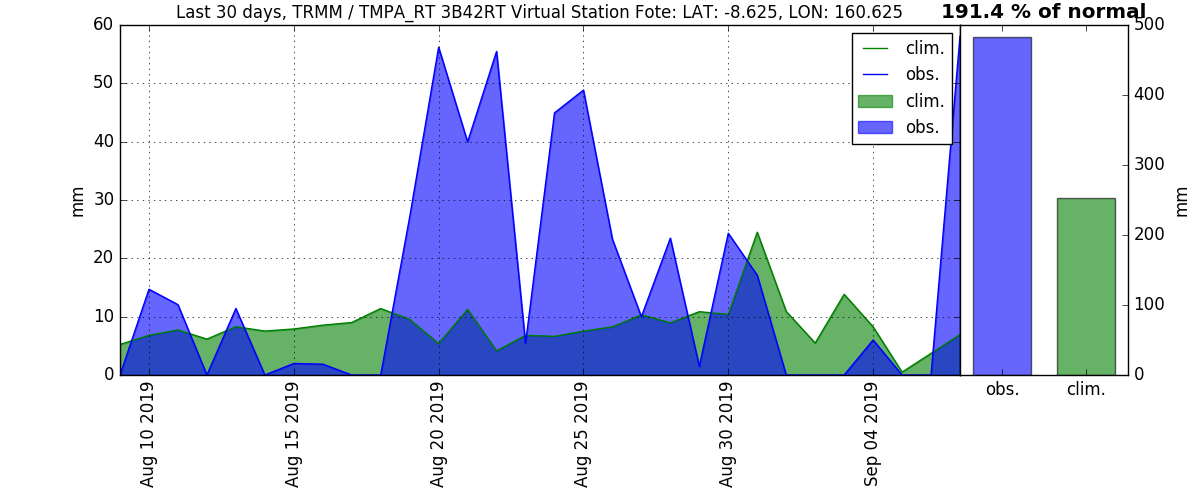 Last 30 days, TRMM / TMPA_RT 3B42RT Virtual Station Fote: LAT: -8.625, LON: 160.625
191.4 % of normal
60
50
40
30
20
10
0
mm
clim.
obs.
clim.
obs.
Aug 10 2019
Aug 15 2019
Aug 20 2019
Aug 25 2019
Aug 30 2019
Sep 04 2019
500
400
300
200
100
0
mm
obs.
clim.